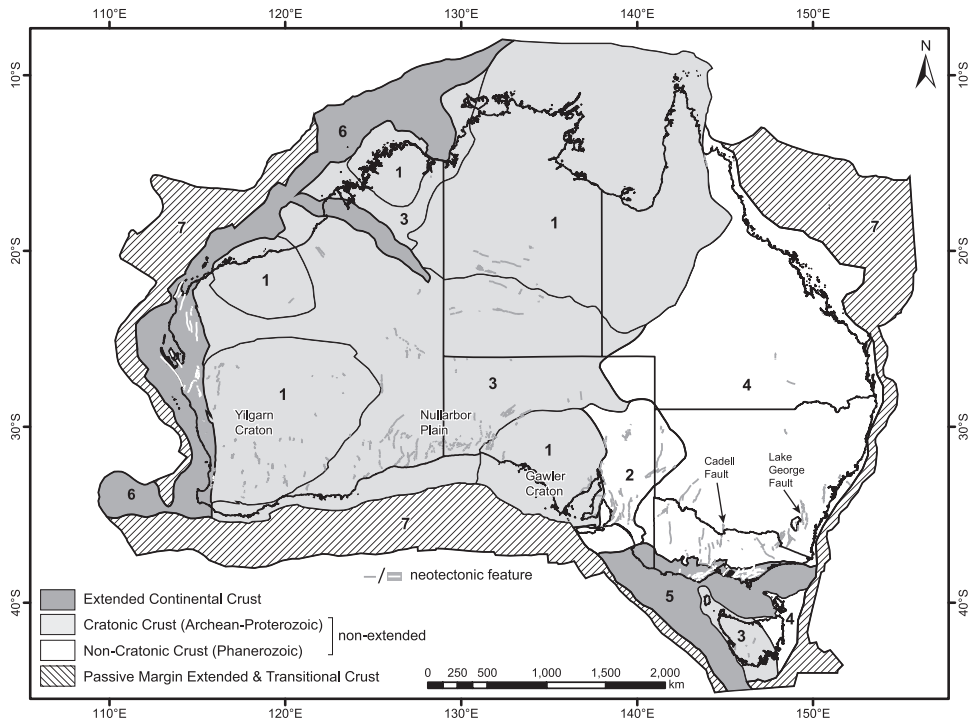 110°E 120°E 130°E 140°E 150°E
N
10°S 10°S
6
1
3
1
7
7
20°S 20°S
1
3
4
1
Yilgarn
Craton
Nullarbor
Plain
30°S 30°S
1
Gawler
Craton
2
Cadell
Fault
Lake
George
Fault
6
7
neotectonic feature
5
4
3
40°S 40°S
Extended Continental Crust
Cratonic Crust (Archean-Proterozoic)
non-extended
Non-Cratonic Crust (Phanerozoic)
Passive Margin Extended & Transitional Crust
0 250 500 1,000 1,500 2,000
km
110°E 120°E 130°E 140°E 150°E